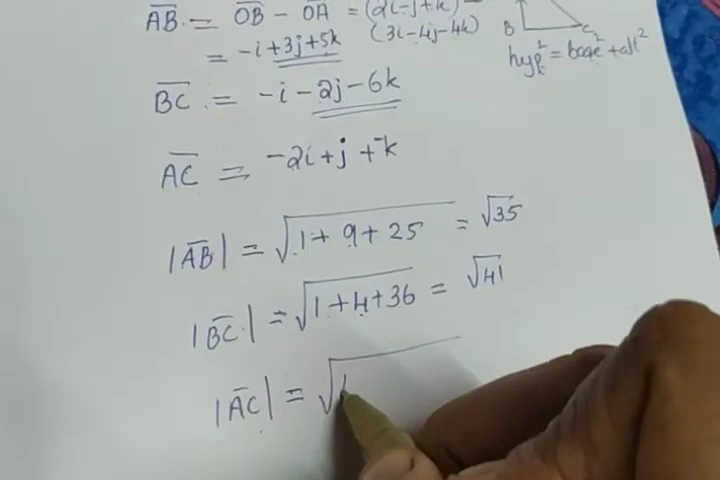 AB = OB - OA = (2i-j+k) -
(3i-4j-4k)
= -i+3j+5k
B C
hyp² = base² + alt²
BC = -i - 2j - 6k
AC = -2i + j + -k
|AB| = √1+9+25 = √35
|BC| = √1+4+36 = √41
|AC| = √